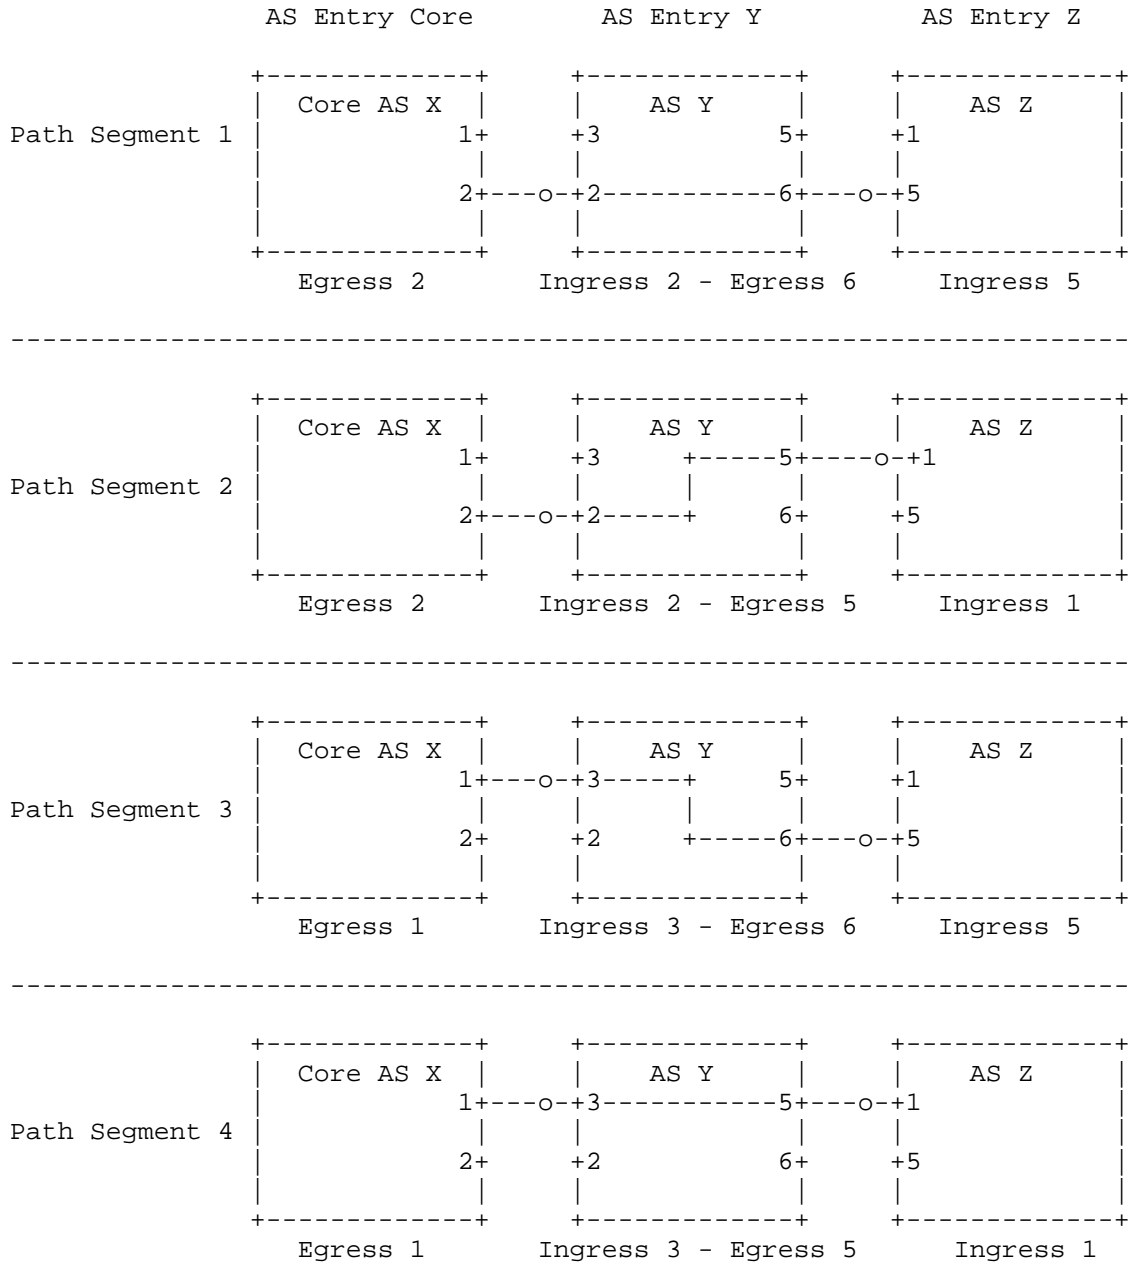 AS Entry Core        AS Entry Y          AS Entry Z
Core AS X    AS Y    AS Z
Path Segment 1    1    3    5    1
2    2    6    5
Egress 2       Ingress 2 - Egress 6     Ingress 5
Core AS X    AS Y    AS Z
1    3    5    1
Path Segment 2
2    2    6    5
Egress 2       Ingress 2 - Egress 5     Ingress 1
Core AS X    AS Y    AS Z
1    3    5    1
Path Segment 3
2    2    6    5
Egress 1       Ingress 3 - Egress 6     Ingress 5
Core AS X    AS Y    AS Z
1    3    5    1
Path Segment 4
2    2    6    5
Egress 1       Ingress 3 - Egress 5      Ingress 1